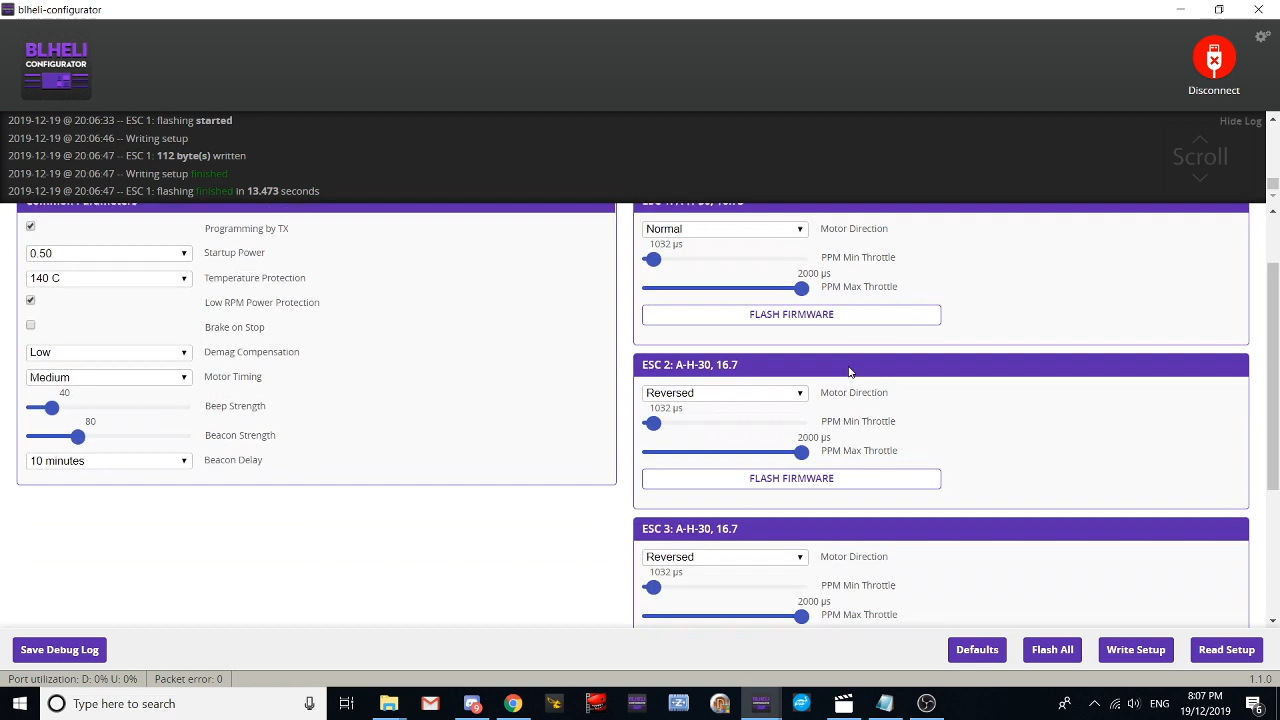 blheli-configurator
BLHELI
CONFIGURATOR
Disconnect
2019-12-19 @ 20:06:33 -- ESC 1: flashing started
Hide Log
2019-12-19 @ 20:06:46 -- Writing setup
2019-12-19 @ 20:06:47 -- ESC 1: 112 byte(s) written
Scroll
2019-12-19 @ 20:06:47 -- Writing setup finished
2019-12-19 @ 20:06:47 -- ESC 1: flashing finished in 13.473 seconds
Common Parameters
Programming by TX
0.50 Startup Power
140 C Temperature Protection
Low RPM Power Protection
Brake on Stop
Low Demag Compensation
Medium Motor Timing
40
Beep Strength
80
Beacon Strength
10 minutes Beacon Delay
Normal Motor Direction
1032 µs
PPM Min Throttle
2000 µs
PPM Max Throttle
FLASH FIRMWARE
ESC 2: A-H-30, 16.7
Reversed Motor Direction
1032 µs
PPM Min Throttle
2000 µs
PPM Max Throttle
FLASH FIRMWARE
ESC 3: A-H-30, 16.7
Reversed Motor Direction
1032 µs
PPM Min Throttle
2000 µs
PPM Max Throttle
Save Debug Log
Defaults
Flash All
Write Setup
Read Setup
Port utilization: D: 0% U: 0% Packet error: 0
1.1.0
Type here to search
ENG
8:07 PM
19/12/2019
6